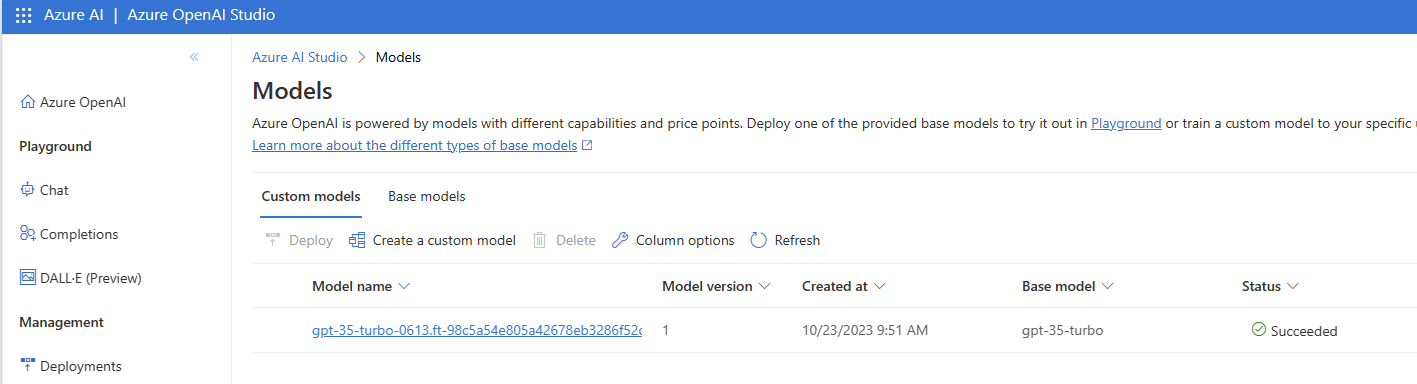 Azure AI | Azure OpenAI Studio
Azure AI Studio > Models
Azure OpenAI
Playground
Chat
Completions
DALL·E (Preview)
Management
Deployments
Models
Azure OpenAI is powered by models with different capabilities and price points. Deploy one of the provided base models to try it out in Playground or train a custom model to your specific
Learn more about the different types of base models
Custom models Base models
Deploy Create a custom model Delete Column options Refresh
Model name Model version Created at Base model Status
gpt-35-turbo-0613.ft-98c5a54e805a42678eb3286f52 1 10/23/2023 9:51 AM gpt-35-turbo Succeeded